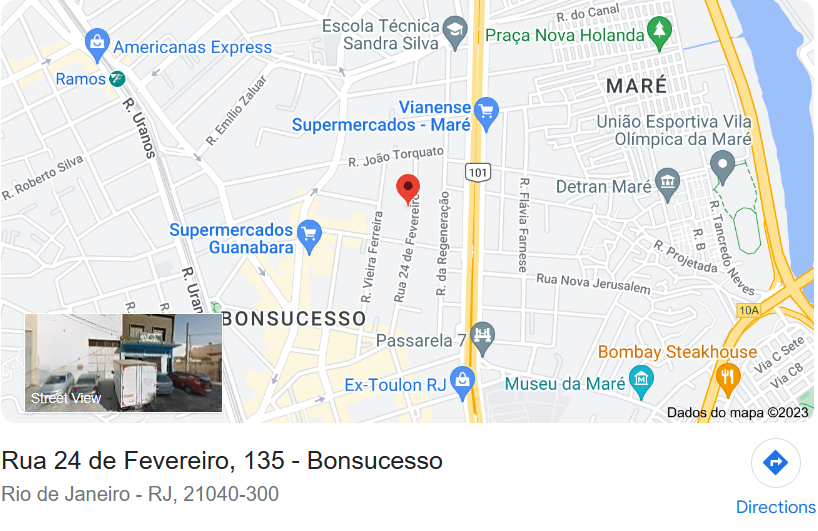 Escola Técnica
Sandra Silva
R. do Canal
Praça Nova Holanda
Americanas Express
Ramos
MARÉ
R. Uranos
R. Emílio Zaluar
Vianense
Supermercados - Maré
União Esportiva Vila
Olímpica da Maré
R. Roberto Silva
R. João Torquato
101
Detran Maré
Supermercados
Guanabara
R. Vieira Ferreira
Rua 24 de Fevereiro
R. da Regeneração
R. Flávia Farnese
R. B
R. Tancredo Neves
R. Projetada
R. Uran
Rua Nova Jerusalem
10A
BONSUCESSO
Passarela 7
Bombay Steakhouse
Via C Sete
Via C8
Ex-Toulon RJ
Museu da Maré
Street View
Dados do mapa ©2023
Rua 24 de Fevereiro, 135 - Bonsucesso
Rio de Janeiro - RJ, 21040-300
Directions